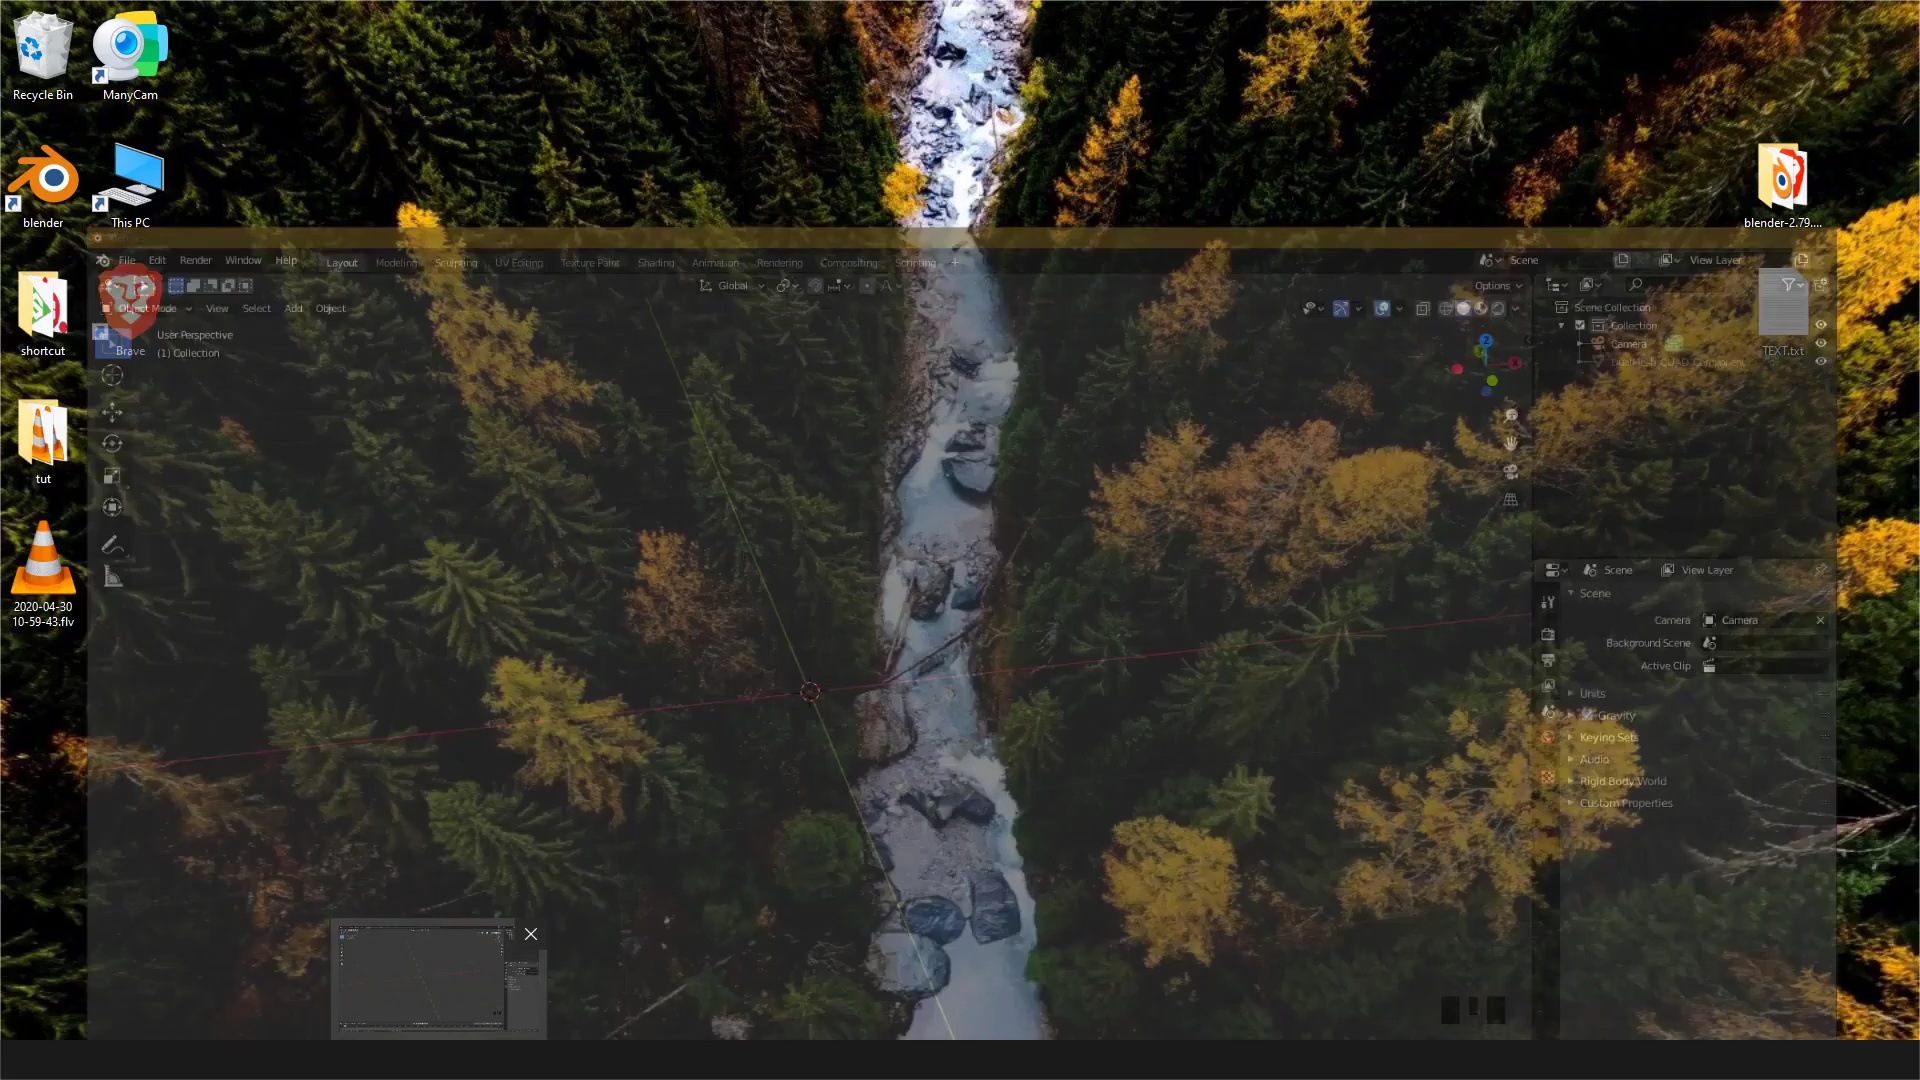 Recycle Bin
ManyCam
blender
This PC
blender-2.79....
File Edit Render Window Help
Layout Modeling Sculpting UV Editing Texture Paint Shading Animation Rendering Compositing Scripting +
Scene
View Layer
Global
Options
Object Mode View Select Add Object
Scene Collection
Collection
Camera
User Perspective
(1) Collection
Brave
shortcut
TEXT.txt
Z
tut
Scene View Layer
Scene
Camera Camera
Background Scene
Active Clip
Units
Gravity
Keying Sets
Audio
Rigid Body World
Custom Properties
2020-04-30
10-59-43.flv